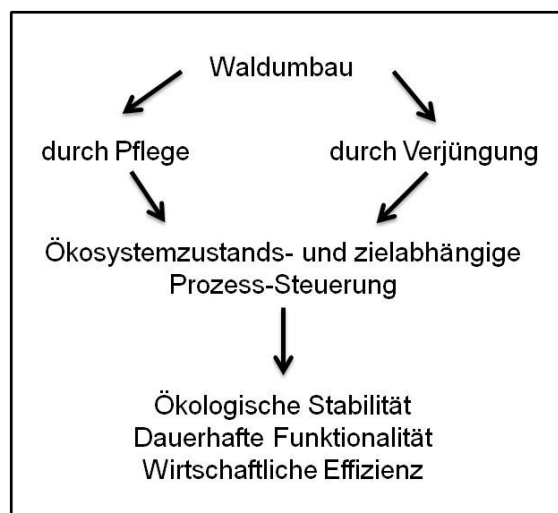 Waldumbau
durch Pflege
durch Verjüngung
Ökosystemzustands- und zielabhängige
Prozess-Steuerung
Ökologische Stabilität
Dauerhafte Funktionalität
Wirtschaftliche Effizienz